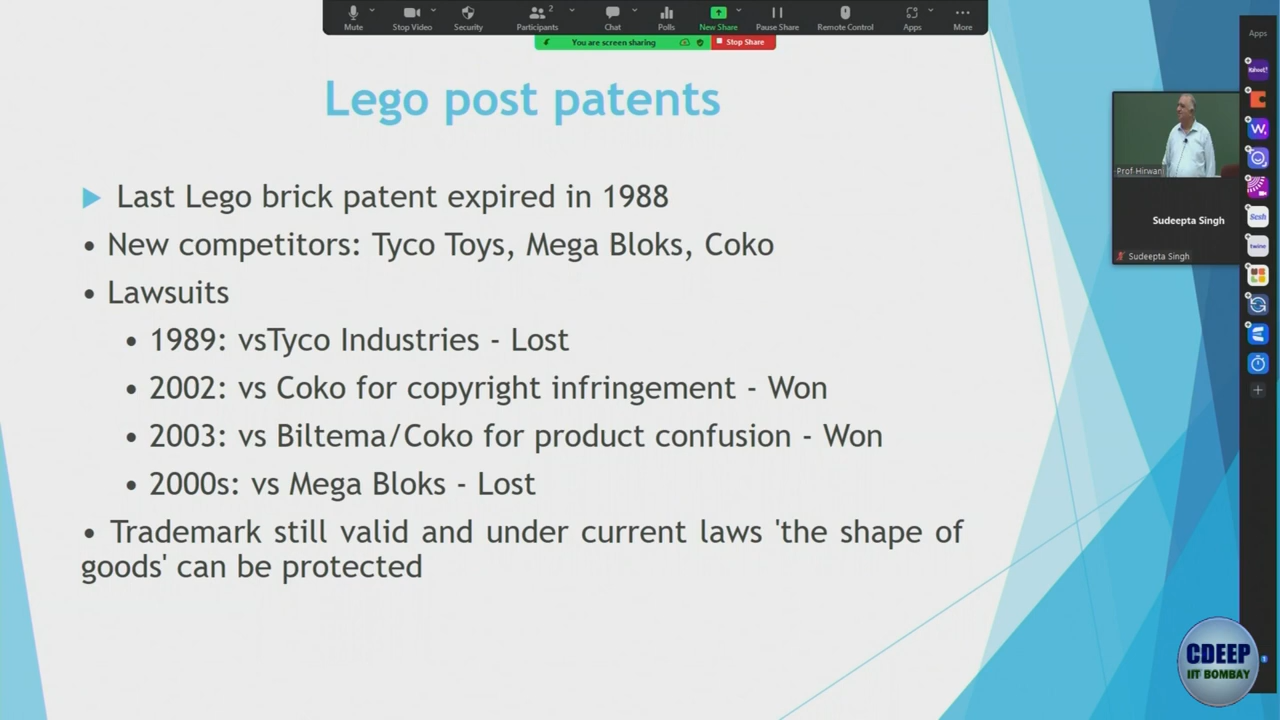 Mute
Stop Video
Security
Participants
2
Chat
Polls
New Share
Pause Share
Remote Control
Apps
More
You are screen sharing
Stop Share
Apps
Lego post patents
Last Lego brick patent expired in 1988
• New competitors: Tyco Toys, Mega Bloks, Coko
• Lawsuits
• 1989: vsTyco Industries - Lost
• 2002: vs Coko for copyright infringement - Won
• 2003: vs Biltema/Coko for product confusion - Won
• 2000s: vs Mega Bloks - Lost
• Trademark still valid and under current laws 'the shape of
goods' can be protected
Prof Hirwani
Sudeepta Singh
Sudeepta Singh
W
Sesh
twine
CDEEP
IIT BOMBAY